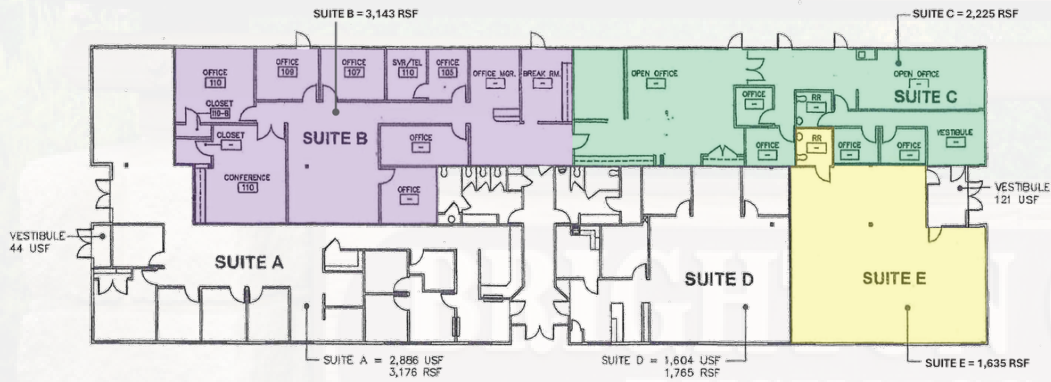 SUITE B = 3,143 RSF
SUITE C = 2,225 RSF
OFFICE
110
OFFICE
109
OFFICE
107
SVR/TEL
110
OFFICE
105
OFFICE MGR.
BREAK RM.
OPEN OFFICE
OPEN OFFICE
SUITE C
CLOSET
110-B
CLOSET
SUITE B
OFFICE
OFFICE
RR
RR
OFFICE
OFFICE
OFFICE
VESTIBULE
CONFERENCE
110
OFFICE
VESTIBULE
121 USF
VESTIBULE
44 USF
SUITE A
SUITE D
SUITE E
SUITE A = 2,886 USF
3,176 RSF
SUITE D = 1,604 USF
1,765 RSF
SUITE E = 1,635 RSF